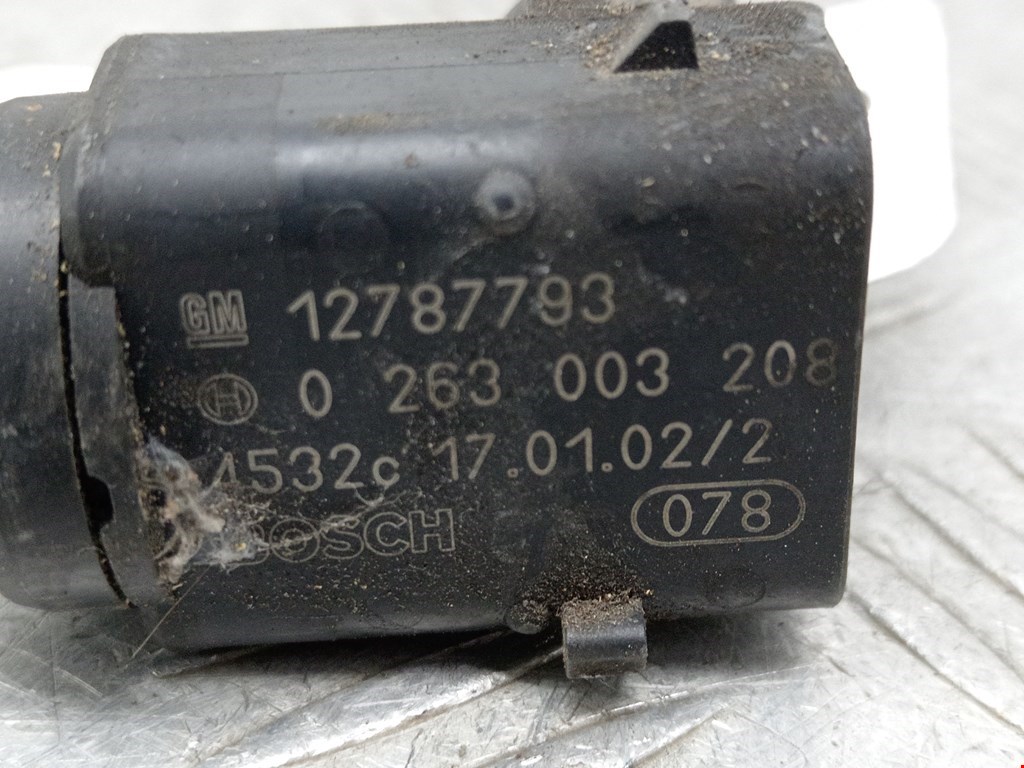 GM 12787793
0 263 003 208
4532c 17.01.02/2
BOSCH 078